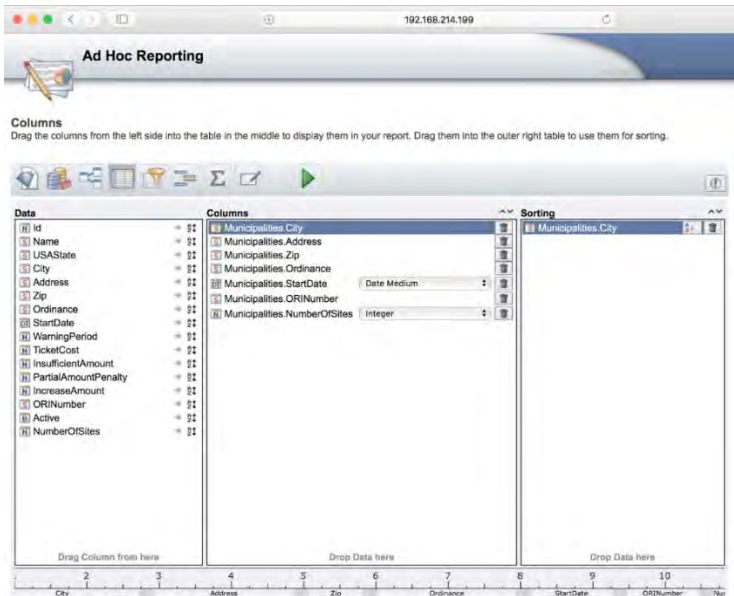 192.168.214.199
Ad Hoc Reporting
Columns
Drag the columns from the left side into the table in the middle to display them in your report. Drag them into the outer right table to use them for sorting.
Data
N Id
S Name
S USAState
S City
S Address
S Zip
S Ordinance
DT StartDate
N WarningPeriod
N TicketCost
N InsufficientAmount
N PartialAmountPenalty
N IncreaseAmount
S ORINumber
N Active
N NumberOfSites
Drag Column from here
Columns
S Municipalities.City
S Municipalities.Address
S Municipalities.Zip
S Municipalities.Ordinance
DT Municipalities.StartDate Date Medium
S Municipalities.ORINumber
N Municipalities.NumberOfSites Integer
Drop Data here
Sorting
S Municipalities.City
Drop Data here
2 3 4 5 6 7 8 9 10
City Address Zip Ordinance StartDate ORINumber